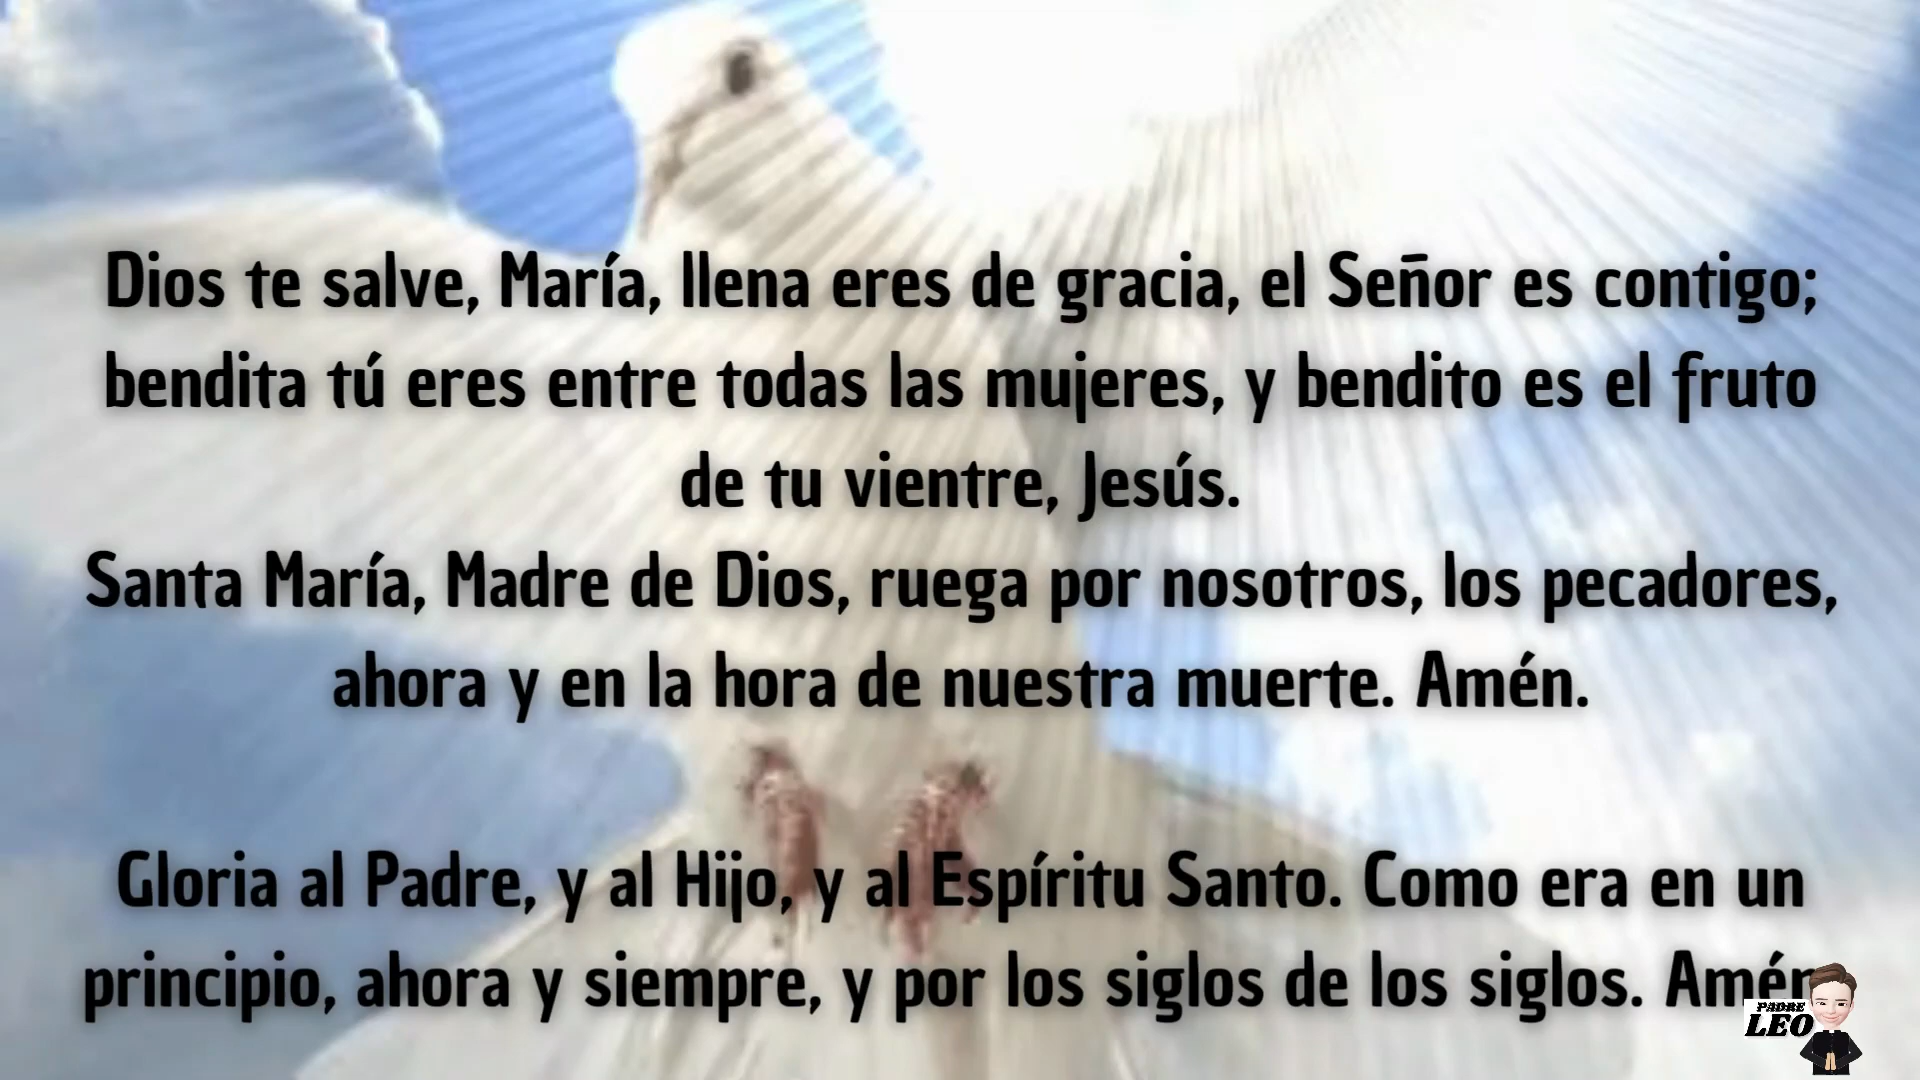 Dios te salve, María, llena eres de gracia, el Señor es contigo;
bendita tú eres entre todas las mujeres, y bendito es el fruto
de tu vientre, Jesús.
Santa María, Madre de Dios, ruega por nosotros, los pecadores,
ahora y en la hora de nuestra muerte. Amén.
Gloria al Padre, y al Hijo, y al Espíritu Santo. Como era en un
principio, ahora y siempre, y por los siglos de los siglos. Amén
PADRE
LEO